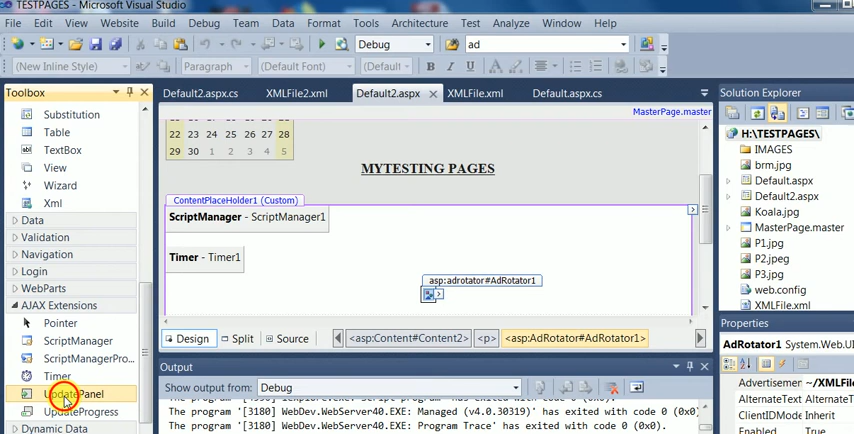 TESTPAGES - Microsoft Visual Studio
File Edit View Website Build Debug Team Data Format Tools Architecture Test Analyze Window Help
Debug ad
(New Inline Style) Paragraph (Default Font) (Default B I U A
Toolbox
Substitution
Table
TextBox
View
Wizard
Xml
Data
Validation
Navigation
Login
WebParts
AJAX Extensions
Pointer
ScriptManager
ScriptManagerPro...
Timer
UpdatePanel
UpdateProgress
Dynamic Data
Default2.aspx.cs XMLFile2.xml Default2.aspx XMLFile.xml Default.aspx.cs
MasterPage.master
22 23 24 25 26 27 28
29 30 1 2 3 4 5
MYTESTING PAGES
ContentPlaceHolder1 (Custom)
ScriptManager - ScriptManager1
Timer - Timer1
asp:adrotator#AdRotator1
Design Split Source <asp:Content#Content2> <p> <asp:AdRotator#AdRotator1>
Output
Show output from: Debug
The program '[3180] WebDev.WebServer40.EXE: Managed (v4.0.30319)' has exited with code 0 (0x0)
The program '[3180] WebDev.WebServer40.EXE: Program Trace' has exited with code 0 (0x0).
Solution Explorer
H:\TESTPAGES\
IMAGES
brm.jpg
Default.aspx
Default2.aspx
Koala.jpg
MasterPage.master
P1.jpg
P2.jpeg
P3.jpg
web.config
XMLFile.xml
Properties
AdRotator1 System.Web.UI
Advertisemer ~/XMLFile
AlternateText AlternateText
ClientIDMode Inherit
Enabled True